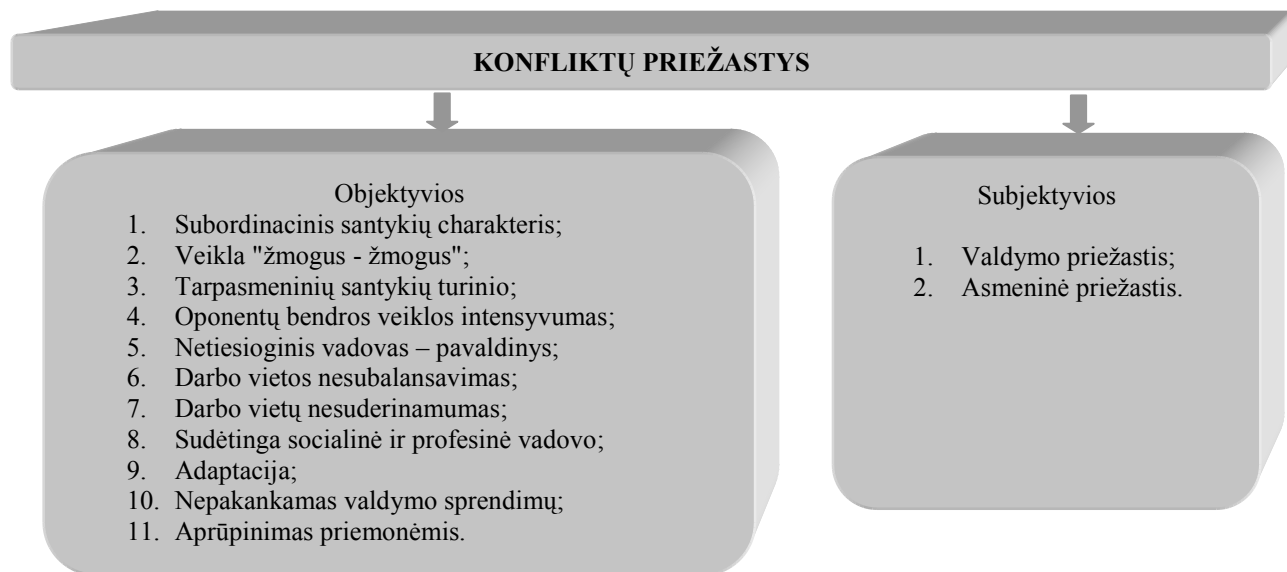 KONFLIKTŲ PRIEŽASTYS
Objektyvios
1. Subordinacinis santykių charakteris;
2. Veikla "žmogus - žmogus";
3. Tarpasmeninių santykių turinio;
4. Oponentų bendros veiklos intensyvumas;
5. Netiesioginis vadovas – pavaldinys;
6. Darbo vietos nesubalansavimas;
7. Darbo vietų nesuderinamumas;
8. Sudėtinga socialinė ir profesinė vadovo;
9. Adaptacija;
10. Nepakankamas valdymo sprendimų;
11. Aprūpinimas priemonėmis.
Subjektyvios
1. Valdymo priežastis;
2. Asmeninė priežastis.